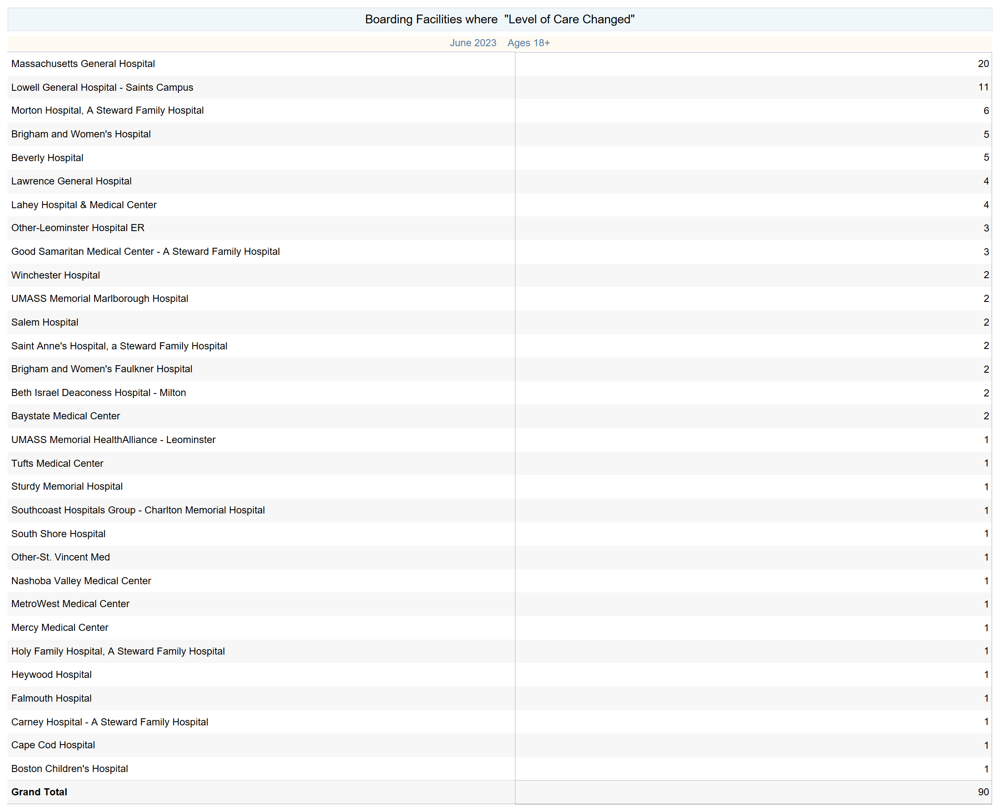 Boarding Facilities where "Level of Care Changed"
June 2023 Ages 18+
Massachusetts General Hospital 20
Lowell General Hospital - Saints Campus 11
Morton Hospital, A Steward Family Hospital 6
Brigham and Women's Hospital 5
Beverly Hospital 5
Lawrence General Hospital 4
Lahey Hospital & Medical Center 4
Other-Leominster Hospital ER 3
Good Samaritan Medical Center - A Steward Family Hospital 3
Winchester Hospital 2
UMASS Memorial Marlborough Hospital 2
Salem Hospital 2
Saint Anne's Hospital, a Steward Family Hospital 2
Brigham and Women's Faulkner Hospital 2
Beth Israel Deaconess Hospital - Milton 2
Baystate Medical Center 2
UMASS Memorial HealthAlliance - Leominster 1
Tufts Medical Center 1
Sturdy Memorial Hospital 1
Southcoast Hospitals Group - Charlton Memorial Hospital 1
South Shore Hospital 1
Other-St. Vincent Med 1
Nashoba Valley Medical Center 1
MetroWest Medical Center 1
Mercy Medical Center 1
Holy Family Hospital, A Steward Family Hospital 1
Heywood Hospital 1
Falmouth Hospital 1
Carney Hospital - A Steward Family Hospital 1
Cape Cod Hospital 1
Boston Children's Hospital 1
Grand Total 90